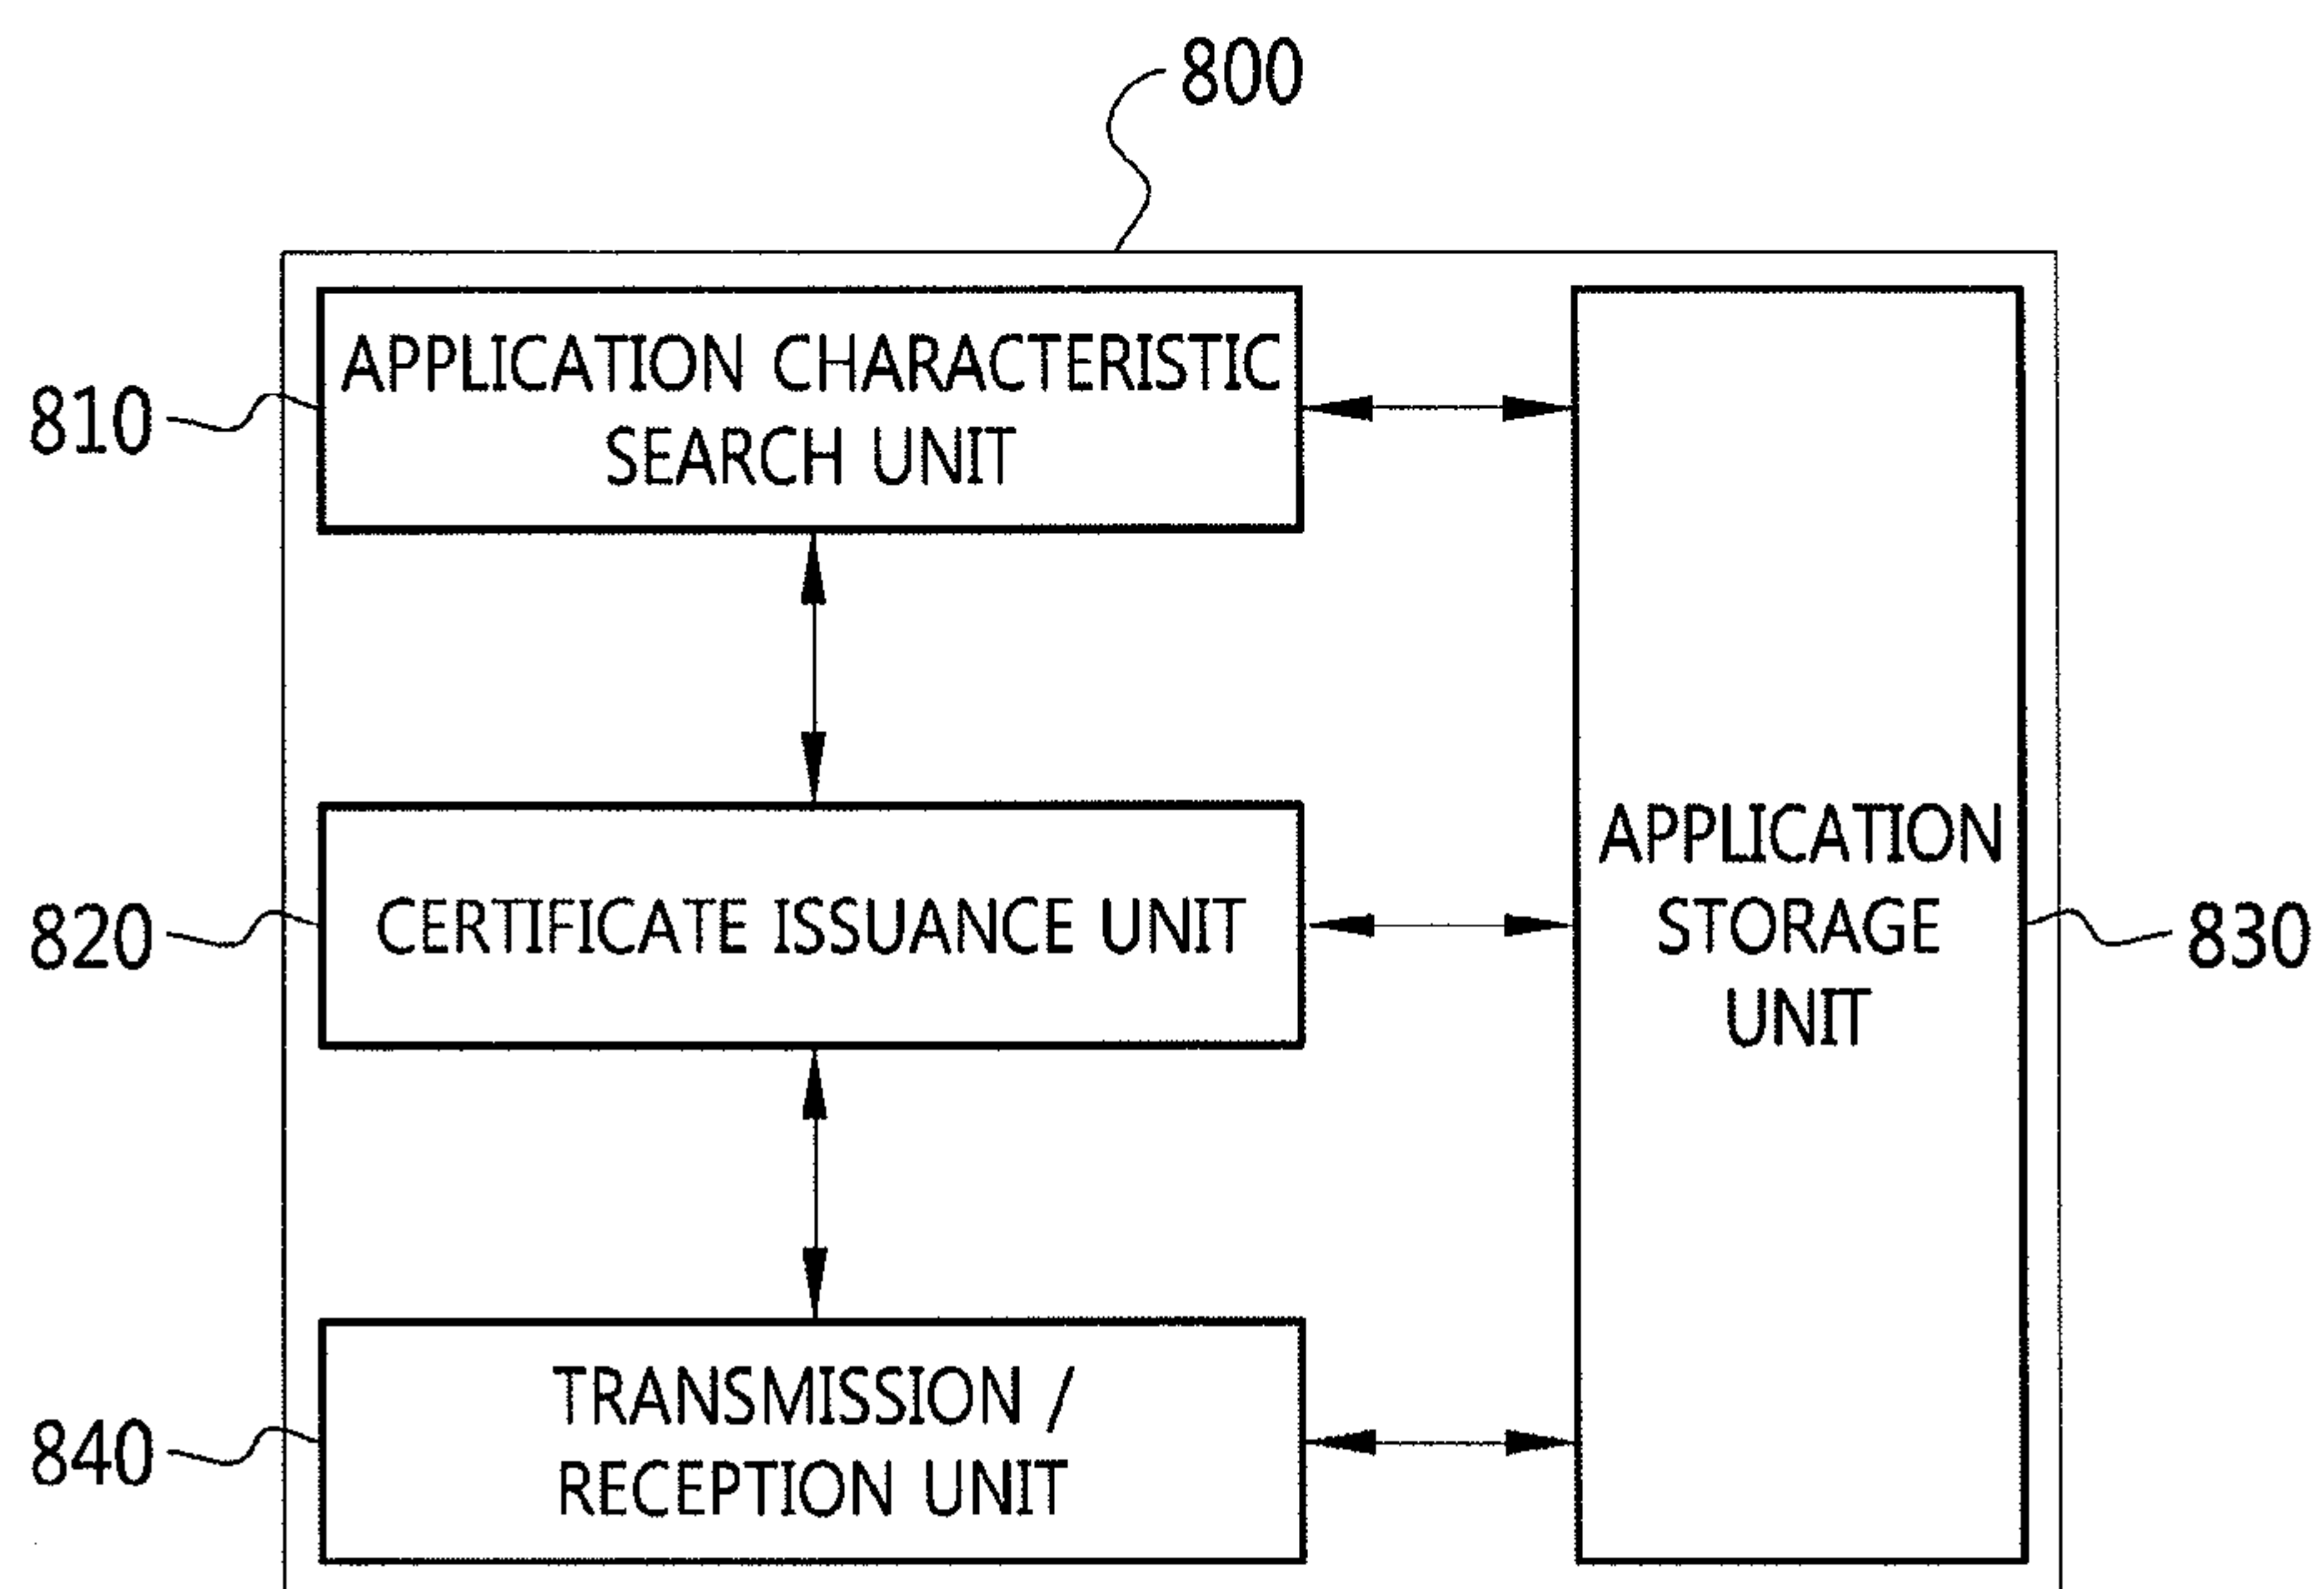 800
810
APPLICATION CHARACTERISTIC
SEARCH UNIT
820
CERTIFICATE ISSUANCE UNIT
APPLICATION
STORAGE
UNIT
830
840
TRANSMISSION /
RECEPTION UNIT